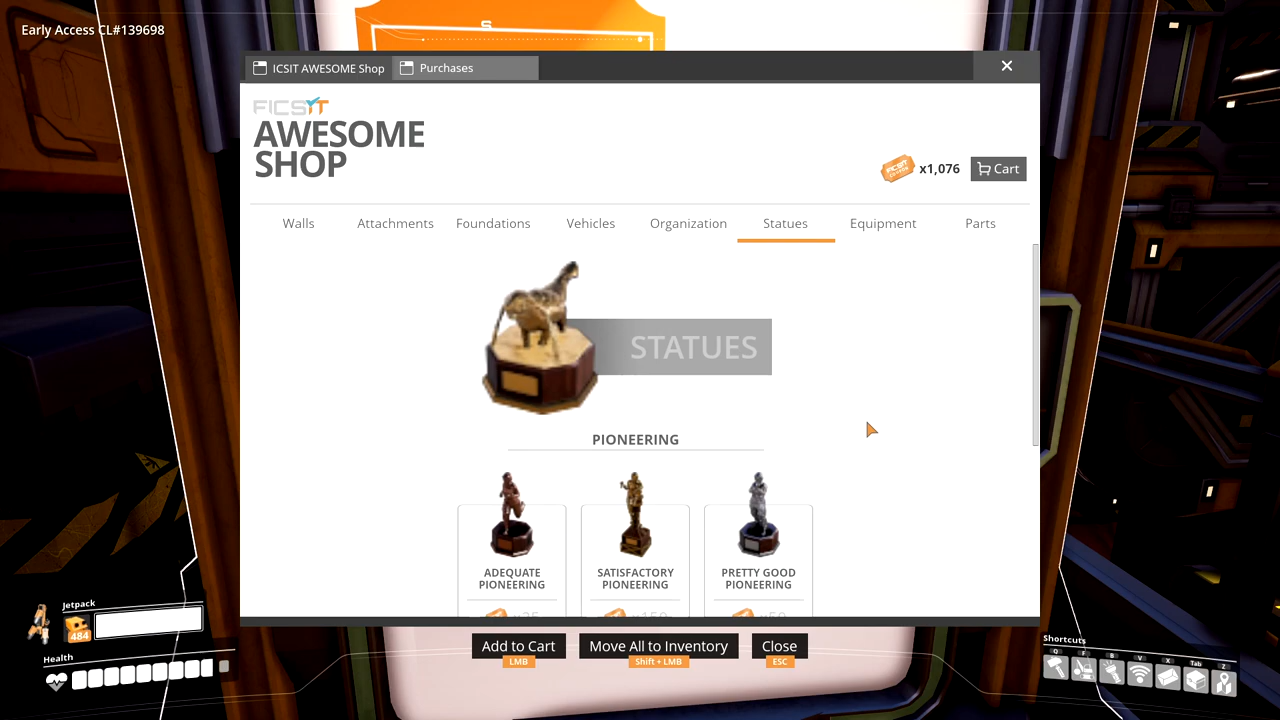 Early Access CL#139698
S
ICSIT AWESOME Shop
Purchases
FICSIT
AWESOME
SHOP
x1,076
Cart
Walls
Attachments
Foundations
Vehicles
Organization
Statues
Equipment
Parts
STATUES
PIONEERING
ADEQUATE
PIONEERING
SATISFACTORY
PIONEERING
PRETTY GOOD
PIONEERING
x150
x50
Jetpack
484
Health
Add to Cart
LMB
Move All to Inventory
Shift + LMB
Close
ESC
Shortcuts
Q
F
B
V
X
Tab
Z